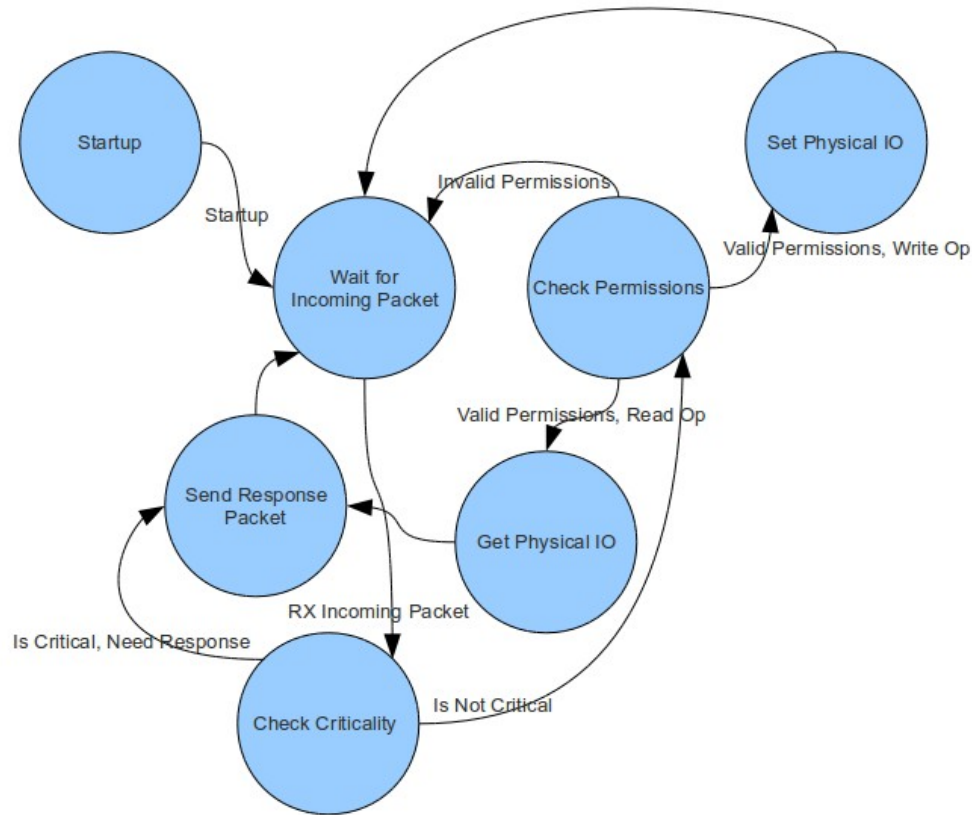 Startup
Set Physical IO
Invalid Permissions
Startup
Valid Permissions, Write Op
Wait for
Incoming Packet
Check Permissions
Valid Permissions, Read Op
Send Response
Packet
Get Physical IO
RX Incoming Packet
Is Critical, Need Response
Is Not Critical
Check Criticality